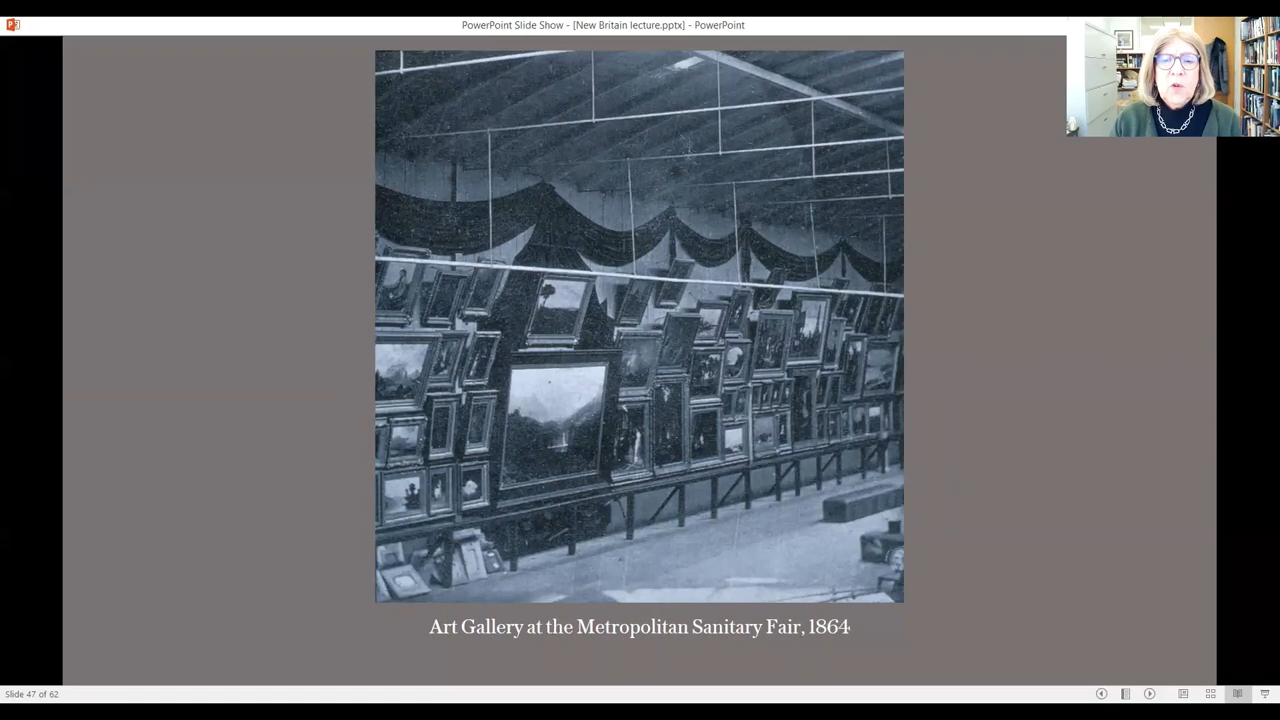 PowerPoint Slide Show - [New Britain lecture.pptx] - PowerPoint
Art Gallery at the Metropolitan Sanitary Fair, 1864
Slide 47 of 62